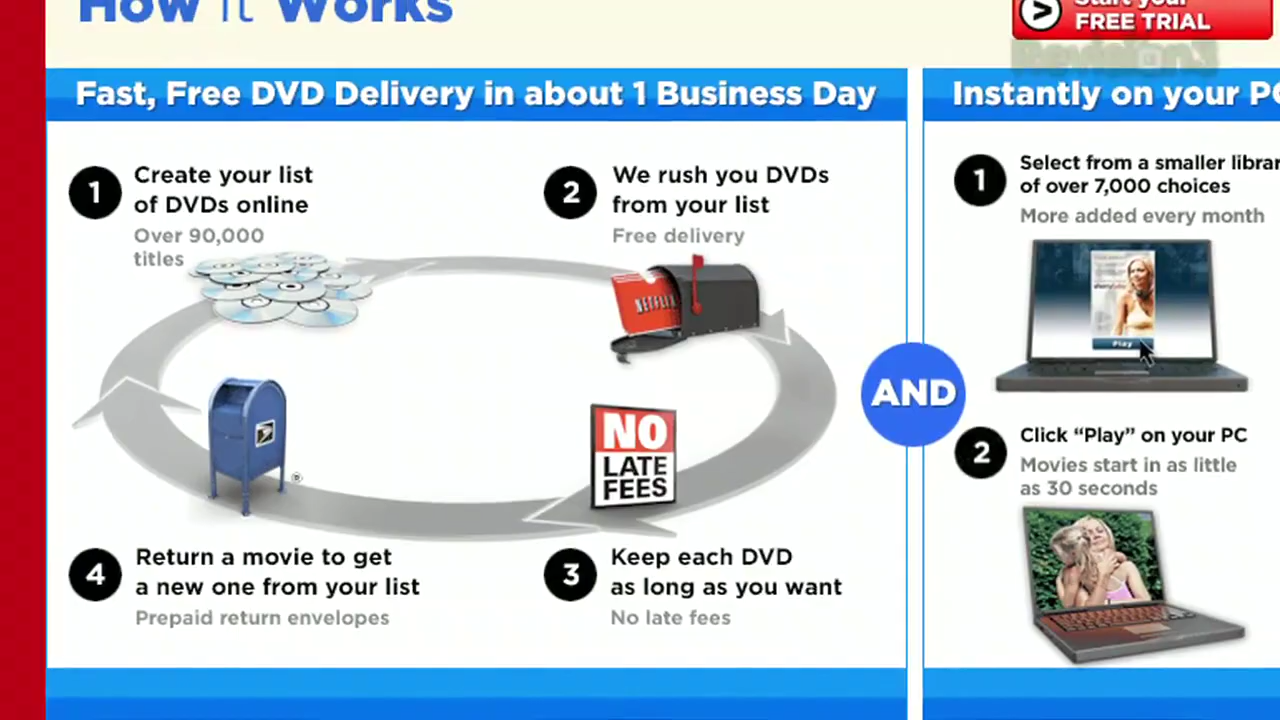 How it Works
Start your
FREE TRIAL
Revision3
Fast, Free DVD Delivery in about 1 Business Day
1
Create your list
of DVDs online
Over 90,000
titles
2
We rush you DVDs
from your list
Free delivery
NETFLIX
NO
LATE
FEES
4
Return a movie to get
a new one from your list
Prepaid return envelopes
3
Keep each DVD
as long as you want
No late fees
AND
Instantly on your PC
1
Select from a smaller librar
of over 7,000 choices
More added every month
Play
2
Click “Play” on your PC
Movies start in as little
as 30 seconds